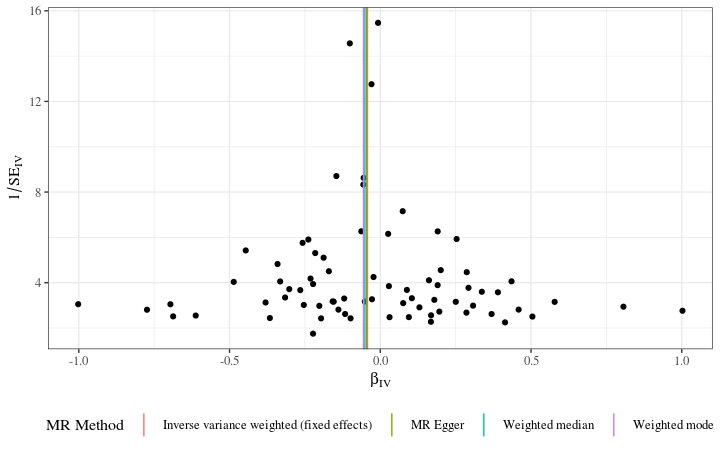 16
12
8
4
1/SE_IV
-1.0 -0.5 0.0 0.5 1.0
β_IV
MR Method Inverse variance weighted (fixed effects) MR Egger Weighted median Weighted mode